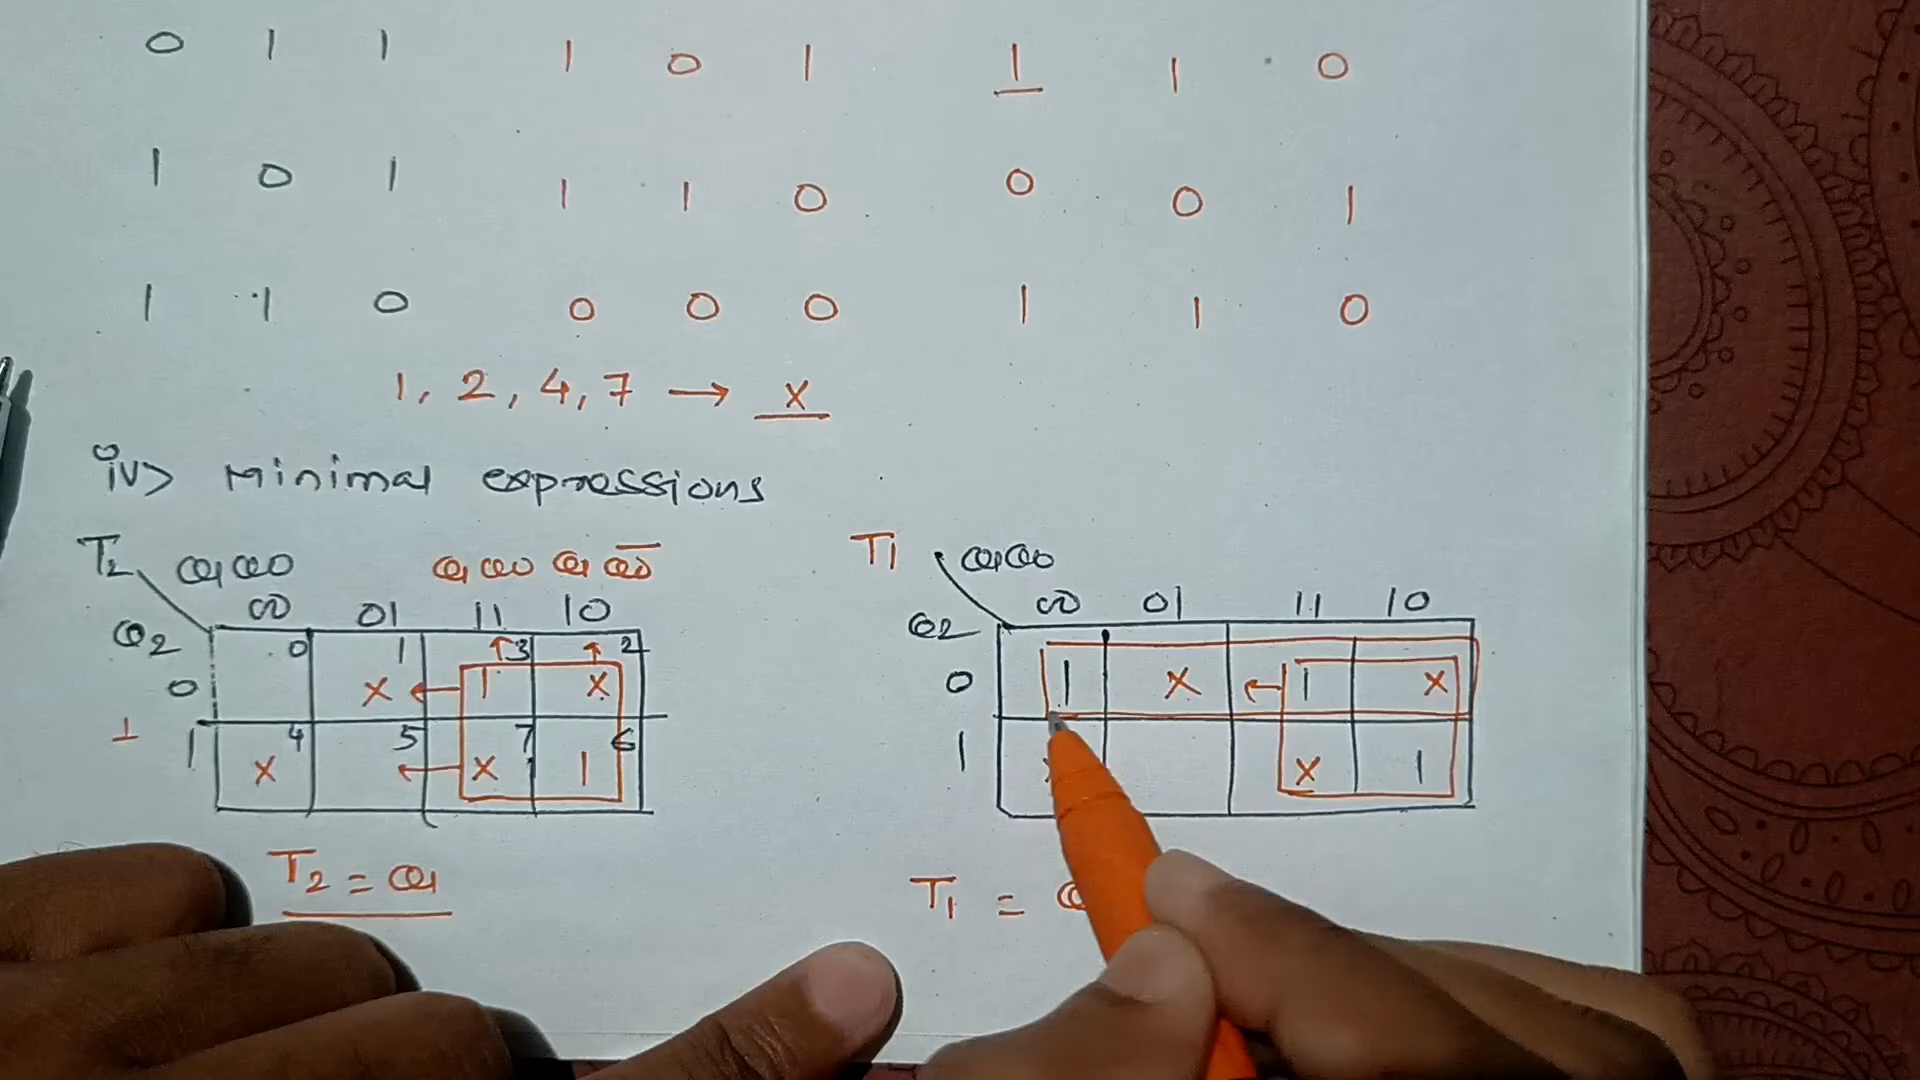 0 1 1 1 0 1 1 1 0
1 0 1 1 1 0 0 0 1
1 1 0 0 0 0 1 1 0
1, 2, 4, 7 → X
iv> Minimal expressions
T2 Q1Q0 Q1Q0 Q1Q̅0̅
00 01 11 10
Q2 0 1 3 2
0 X 1 X
1 4 5 7 6
1 X X 1
T2 = Q1
T1 Q1Q0
00 01 11 10
Q2
0 1 X 1 X
1 X X 1
T1 =